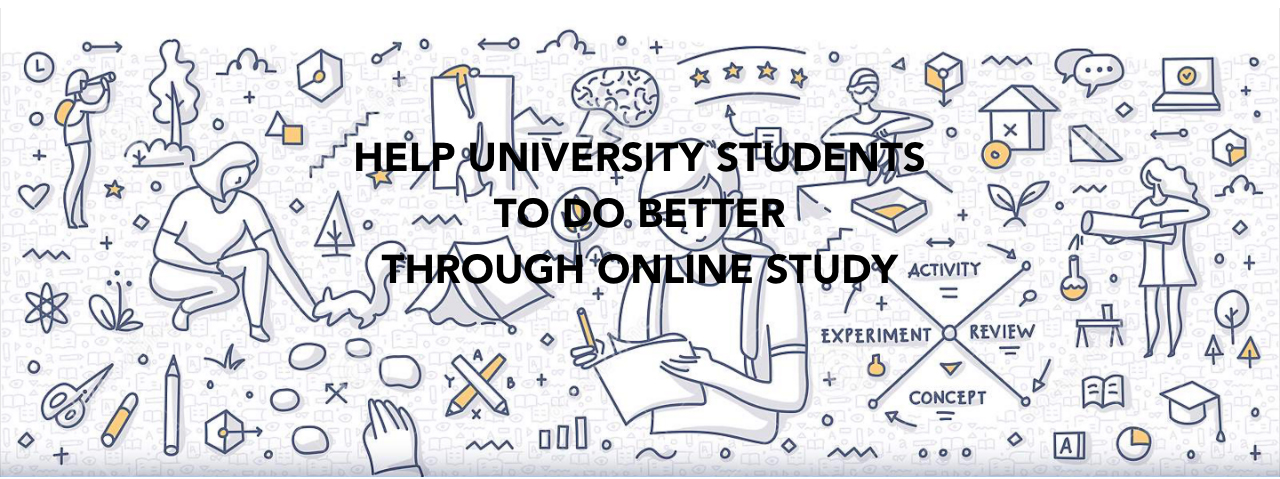 HELP UNIVERSITY STUDENTS
TO DO BETTER
THROUGH ONLINE STUDY
ACTIVITY
EXPERIMENT
REVIEW
CONCEPT
A
Y
B
X
A